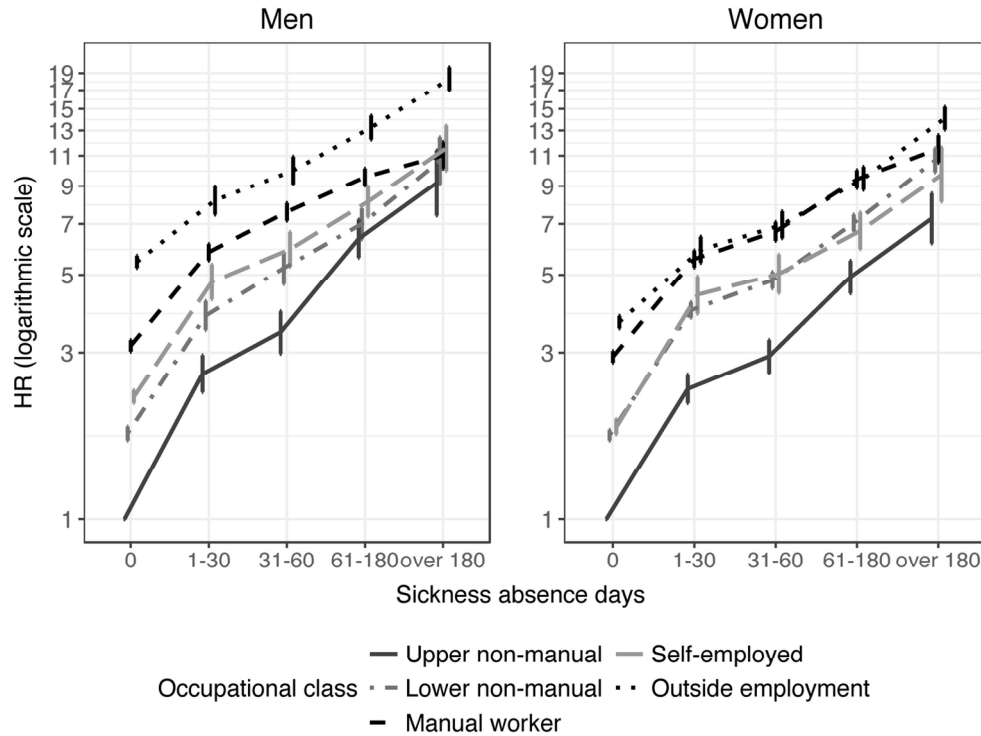 Men
Women
HR (logarithmic scale)
19
17
15
13
11
9
7
5
3
1
0 1-30 31-60 61-180 over 180
19
17
15
13
11
9
7
5
3
1
0 1-30 31-60 61-180 over 180
Sickness absence days
Occupational class
Upper non-manual
Lower non-manual
Manual worker
Self-employed
Outside employment